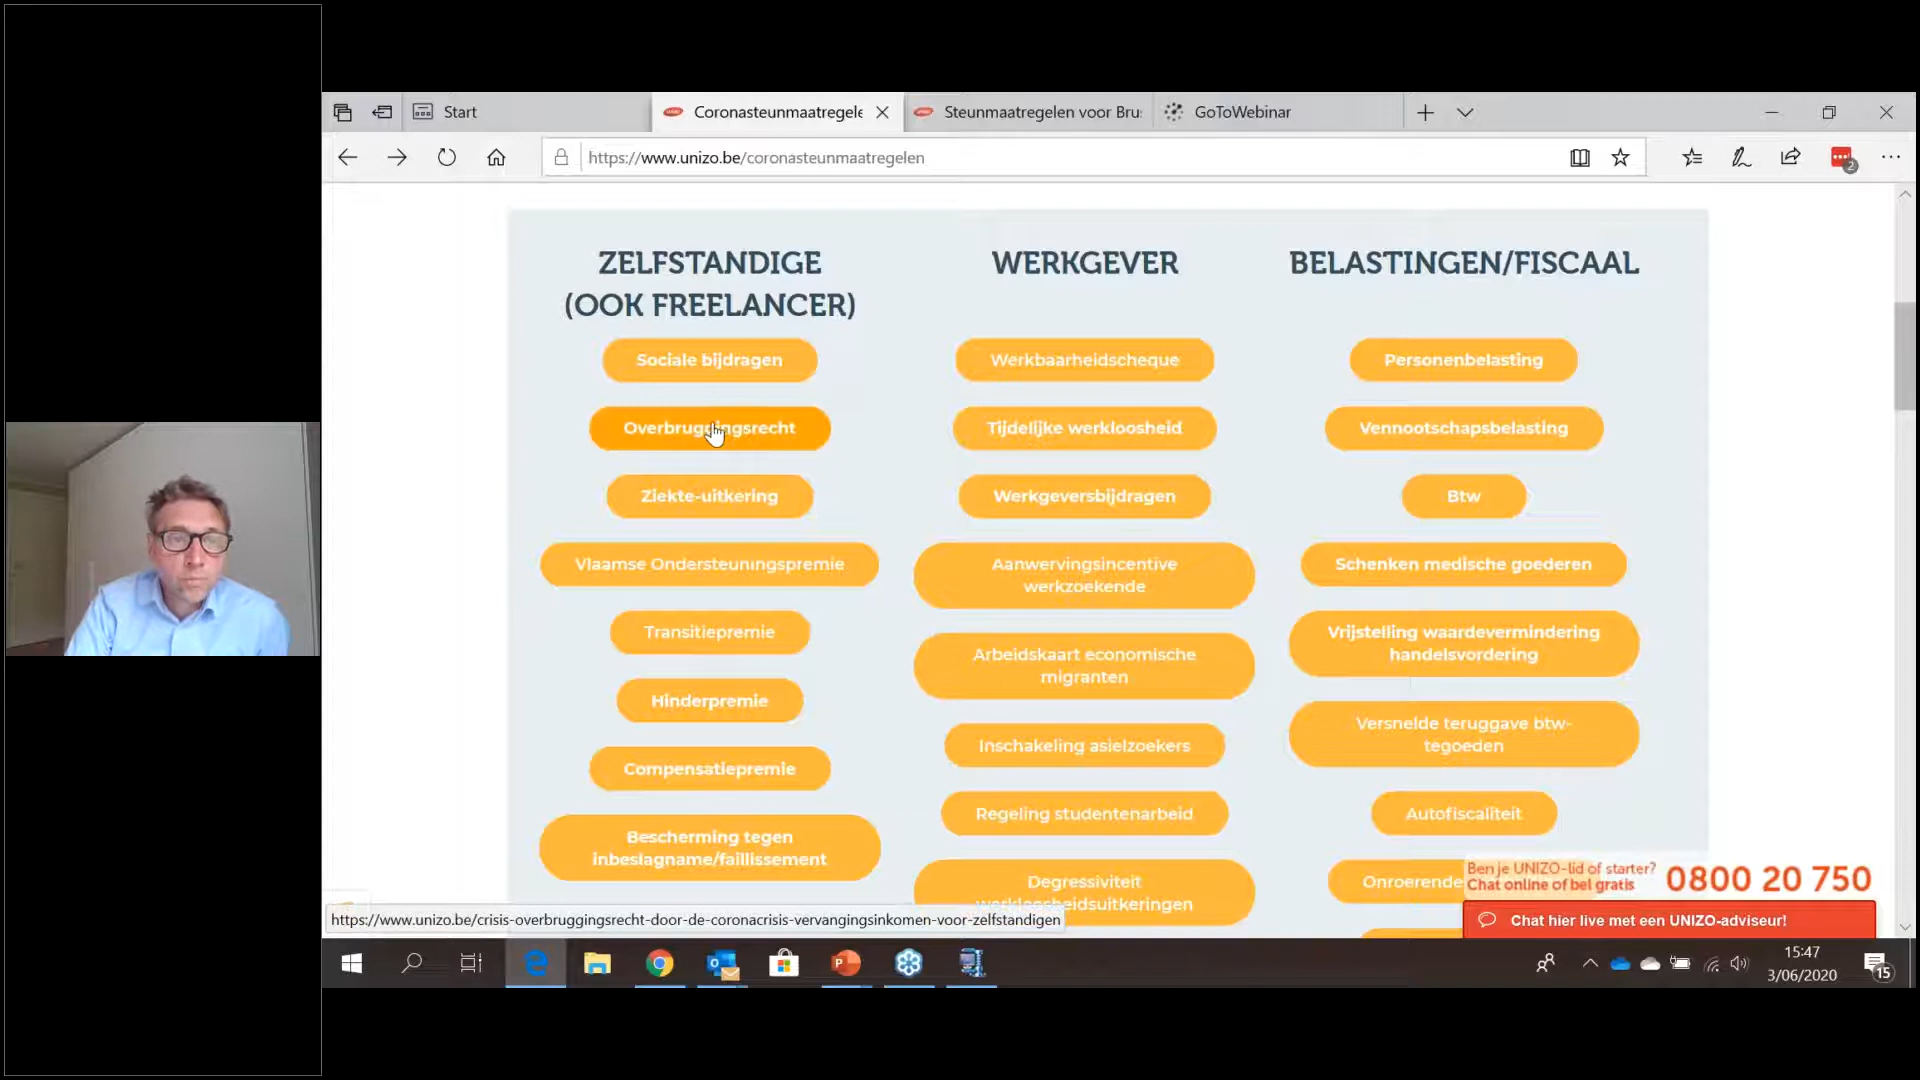 Start
Coronasteunmaatregele
Steunmaatregelen voor Bru
GoToWebinar
https://www.unizo.be/coronasteunmaatregelen
2
ZELFSTANDIGE
(OOK FREELANCER)
Sociale bijdragen
Overbruggingsrecht
Ziekte-uitkering
Vlaamse Ondersteuningspremie
Transitiepremie
Hinderpremie
Compensatiepremie
Bescherming tegen
inbeslagname/faillissement
WERKGEVER
Werkbaarheidscheque
Tijdelijke werkloosheid
Werkgeversbijdragen
Aanwervingsincentive
werkzoekende
Arbeidskaart economische
migranten
Inschakeling asielzoekers
Regeling studentenarbeid
Degressiviteit
werkloosheidsuitkeringen
BELASTINGEN/FISCAAL
Personenbelasting
Vennootschapsbelasting
Btw
Schenken medische goederen
Vrijstelling waardevermindering
handelsvordering
Versnelde teruggave btw-
tegoeden
Autofiscaliteit
Onroerende
Ben je UNIZO-lid of starter?
Chat online of bel gratis
0800 20 750
Chat hier live met een UNIZO-adviseur!
https://www.unizo.be/crisis-overbruggingsrecht-door-de-coronacrisis-vervangingsinkomen-voor-zelfstandigen
15:47
3/06/2020
15